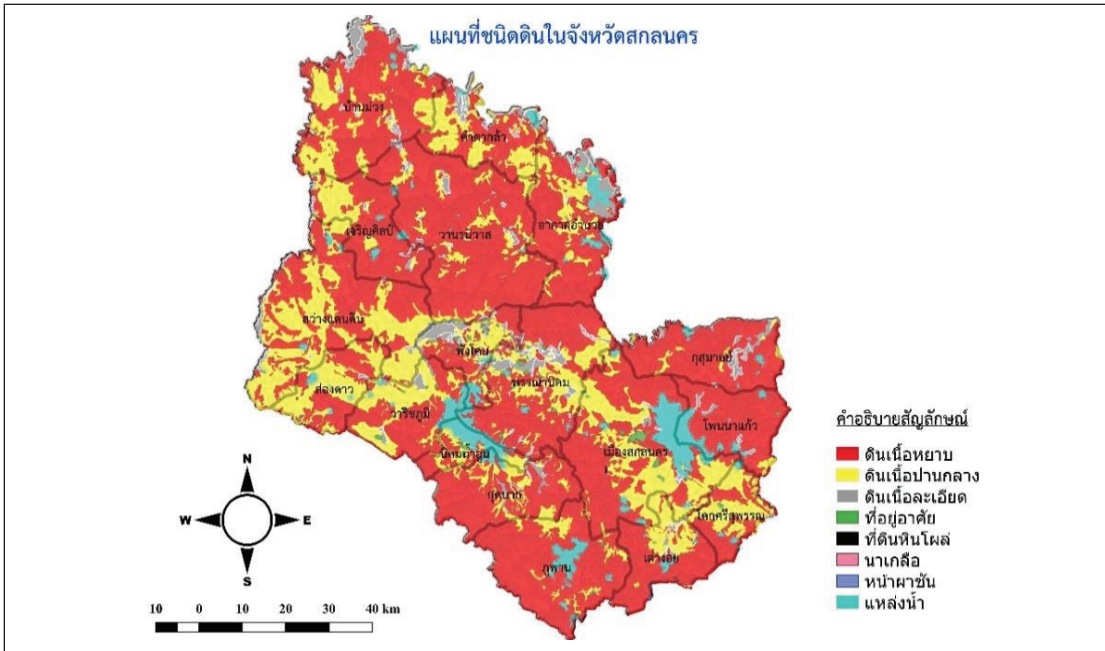 แผนที่ชนิดดินในจังหวัดสกลนคร
บ้านม่วง
คำตากล้า
อากาศอำนวย
เจริญศิลป์
วานรนิวาส
สว่างแดนดิน
พังโคน
กุสุมาลย์
ส่องดาว
พรรณานิคม
วาริชภูมิ
โพนนาแก้ว
นิคมน้ำอูน
เมืองสกลนคร
กุดบาก
โคกศรีสุพรรณ
เต่างอย
ภูพาน
คำอธิบายสัญลักษณ์
ดินเนื้อหยาบ
ดินเนื้อปานกลาง
ดินเนื้อละเอียด
ที่อยู่อาศัย
ที่ดินหินโผล่
นาเกลือ
หน้าผาชัน
แหล่งน้ำ
N
W E
S
10 0 10 20 30 40 km